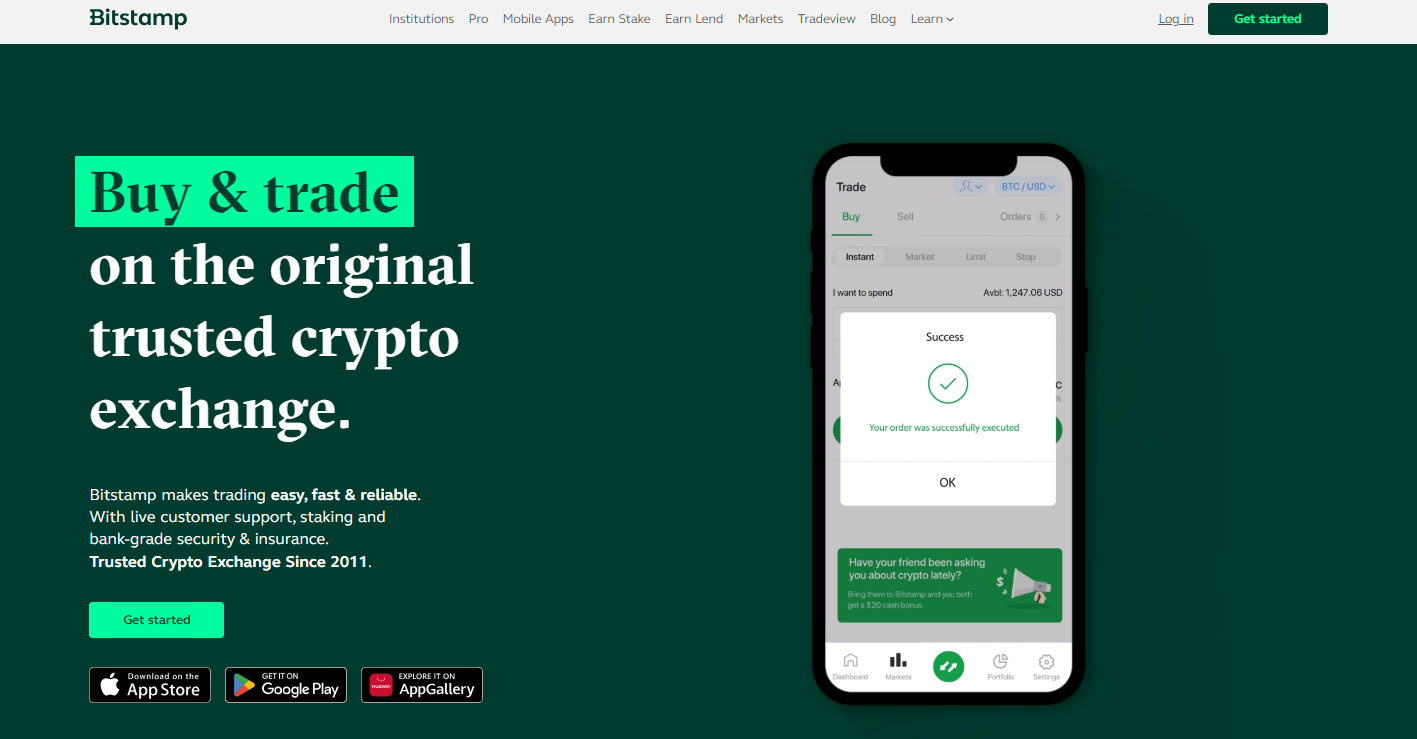 Bitstamp
Institutions Pro Mobile Apps Earn Stake Earn Lend Markets Tradeview Blog Learn
Log in
Get started
Buy & trade
on the original
trusted crypto
exchange.
Bitstamp makes trading easy, fast & reliable.
With live customer support, staking and
bank-grade security & insurance.
Trusted Crypto Exchange Since 2011.
Get started
Download on the
App Store
GET IT ON
Google Play
HUAWEI
EXPLORE IT ON
AppGallery
Trade
BTC / USD
Buy Sell Orders 0
Instant Market Limit Stop
I want to spend Avbl: 1,247.06 USD
Success
Your order was successfully executed
OK
Have your friend been asking
you about crypto lately?
Bring them to Bitstamp and you both
get a $20 cash bonus
Dashboard Markets Portfolio Settings